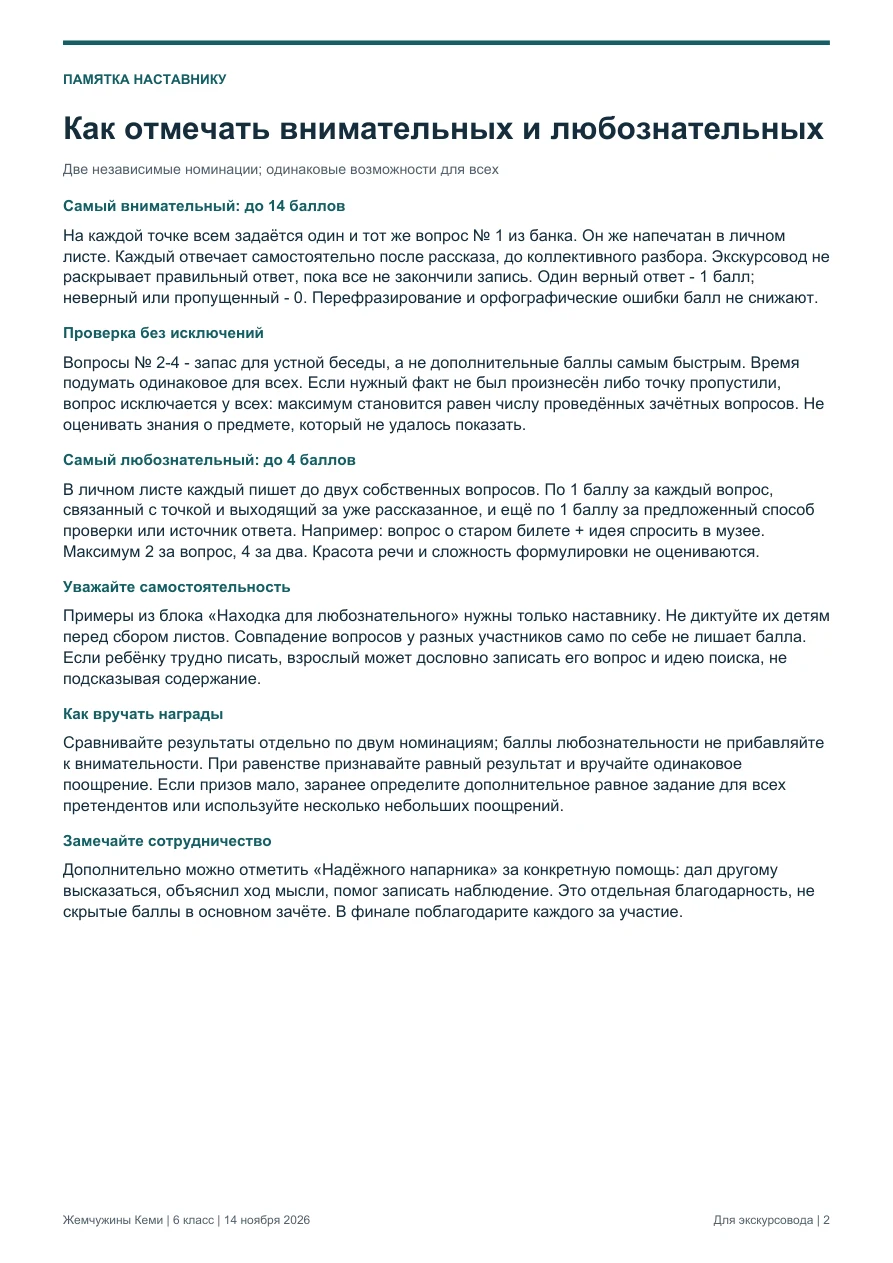 ПАМЯТКА НАСТАВНИКУ
Как отмечать внимательных и любознательных
Две независимые номинации; одинаковые возможности для всех
Самый внимательный: до 14 баллов
На каждой точке всем задаётся один и тот же вопрос № 1 из банка. Он же напечатан в личном
листе. Каждый отвечает самостоятельно после рассказа, до коллективного разбора. Экскурсовод не
раскрывает правильный ответ, пока все не закончили запись. Один верный ответ - 1 балл;
неверный или пропущенный - 0. Перефразирование и орфографические ошибки балл не снижают.
Проверка без исключений
Вопросы № 2-4 - запас для устной беседы, а не дополнительные баллы самым быстрым. Время
подумать одинаковое для всех. Если нужный факт не был произнесён либо точку пропустили,
вопрос исключается у всех: максимум становится равен числу проведённых зачётных вопросов. Не
оценивать знания о предмете, который не удалось показать.
Самый любознательный: до 4 баллов
В личном листе каждый пишет до двух собственных вопросов. По 1 баллу за каждый вопрос,
связанный с точкой и выходящий за уже рассказанное, и ещё по 1 баллу за предложенный способ
проверки или источник ответа. Например: вопрос о старом билете + идея спросить в музее.
Максимум 2 за вопрос, 4 за два. Красота речи и сложность формулировки не оцениваются.
Уважайте самостоятельность
Примеры из блока «Находка для любознательного» нужны только наставнику. Не диктуйте их детям
перед сбором листов. Совпадение вопросов у разных участников само по себе не лишает балла.
Если ребёнку трудно писать, взрослый может дословно записать его вопрос и идею поиска, не
подсказывая содержание.
Как вручать награды
Сравнивайте результаты отдельно по двум номинациям; баллы любознательности не прибавляйте
к внимательности. При равенстве признавайте равный результат и вручайте одинаковое
поощрение. Если призов мало, заранее определите дополнительное равное задание для всех
претендентов или используйте несколько небольших поощрений.
Замечайте сотрудничество
Дополнительно можно отметить «Надёжного напарника» за конкретную помощь: дал другому
высказаться, объяснил ход мысли, помог записать наблюдение. Это отдельная благодарность, не
скрытые баллы в основном зачёте. В финале поблагодарите каждого за участие.
Жемчужины Кеми | 6 класс | 14 ноября 2026
Для экскурсовода | 2